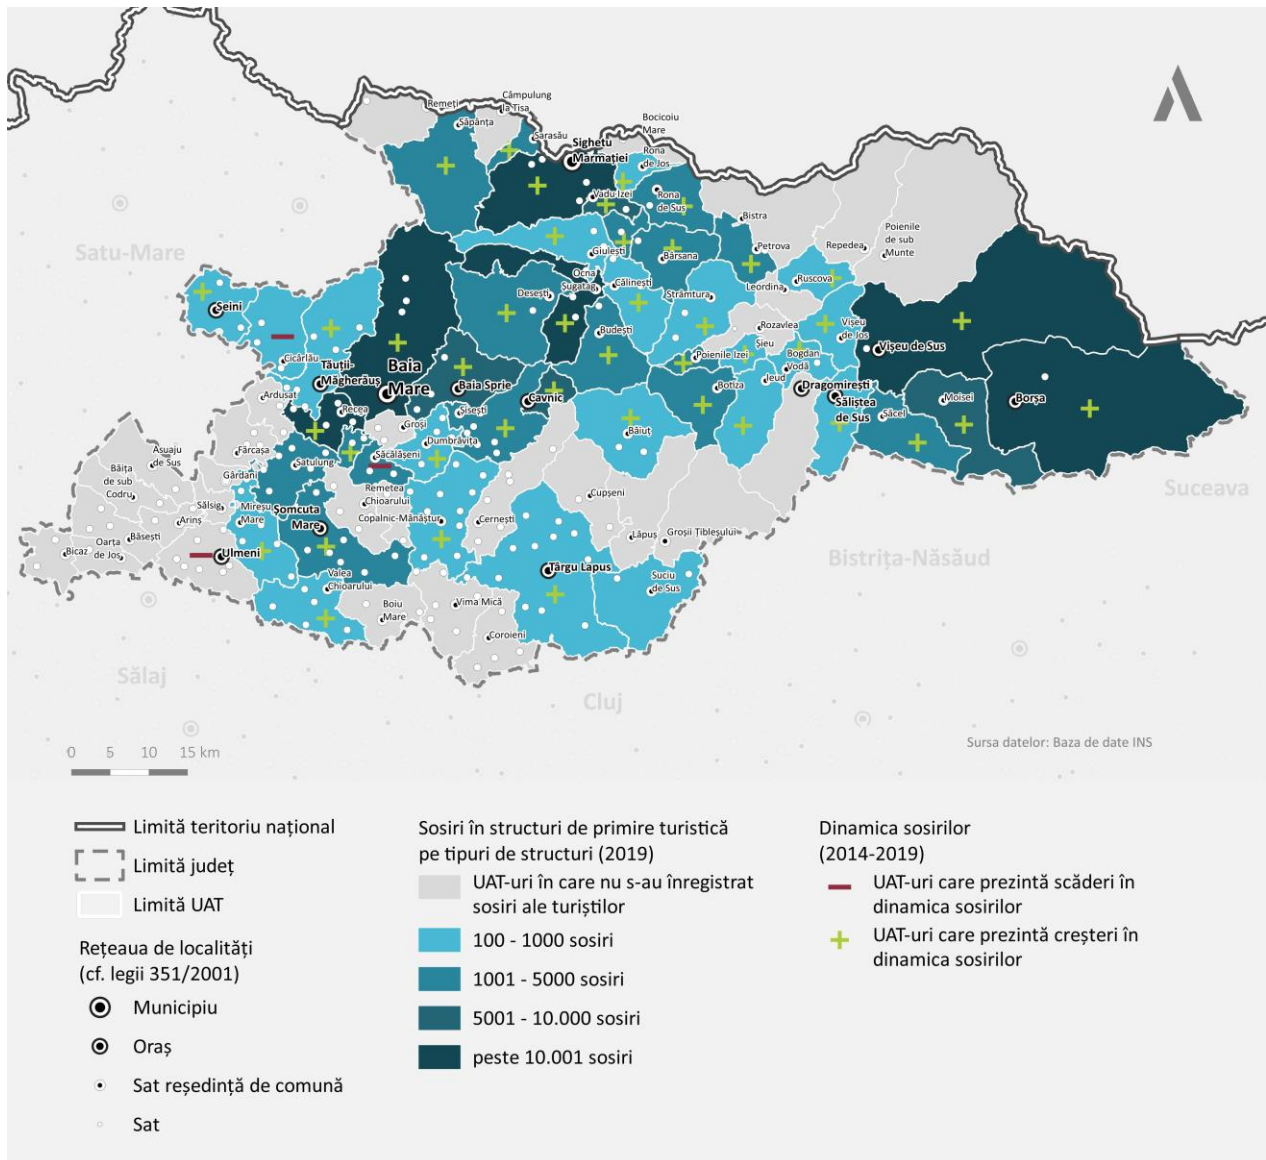 Câmpulung
la Tisa
Remeți
Săpânța
Sarasău
Bocicoiu
Mare
Sighetu
Marmației
Rona
de Jos
Vadu Izei
Rona
de Sus
Bistra
Petrova
Repedea
Poienile
de sub
Munte
Satu-Mare
Giulești
Bârsana
Ocna
Șugatag
Călinești
Leordina
Ruscova
Desești
Strâmtura
Seini
Budești
Rozavlea
Vișeu
de Jos
Șieu
Vișeu de Sus
Cicârlău
Poienile Izei
Bogdan
Vodă
Tăuții-
Măgherăuș
Baia
Mare
Baia Sprie
Botiza
Ieud
Dragomirești
Cavnic
Săliștea
de Sus
Moisei
Borșa
Ardusat
Recea
Groși
Șișești
Săcel
Dumbrăvița
Băiuț
Fărcașa
Asuaju
de Sus
Săcălășeni
Satulung
Băița
de sub
Codru
Gârdani
Remetea
Chioarului
Cupșeni
Suceava
Sălsig
Mireșu
Mare
Șomcuta
Mare
Copalnic-Mănăștur
Cernești
Arinș
Băsești
Oarța
de Jos
Bicaz
Ulmeni
Lăpuș
Groșii Țibleșului
Bistrița-Năsăud
Valea
Chioarului
Târgu Lapus
Suciu
de Sus
Boiu
Mare
Vima Mică
Coroieni
Sălaj
Cluj
0 5 10 15 km
Sursa datelor: Baza de date INS
Limită teritoriu național
Limită județ
Limită UAT
Rețeaua de localități
(cf. legii 351/2001)
Municipiu
Oraș
Sat reședință de comună
Sat
Sosiri în structuri de primire turistică
pe tipuri de structuri (2019)
UAT-uri în care nu s-au înregistrat
sosiri ale turiștilor
100 - 1000 sosiri
1001 - 5000 sosiri
5001 - 10.000 sosiri
peste 10.001 sosiri
Dinamica sosirilor
(2014-2019)
UAT-uri care prezintă scăderi în
dinamica sosirilor
UAT-uri care prezintă creșteri în
dinamica sosirilor